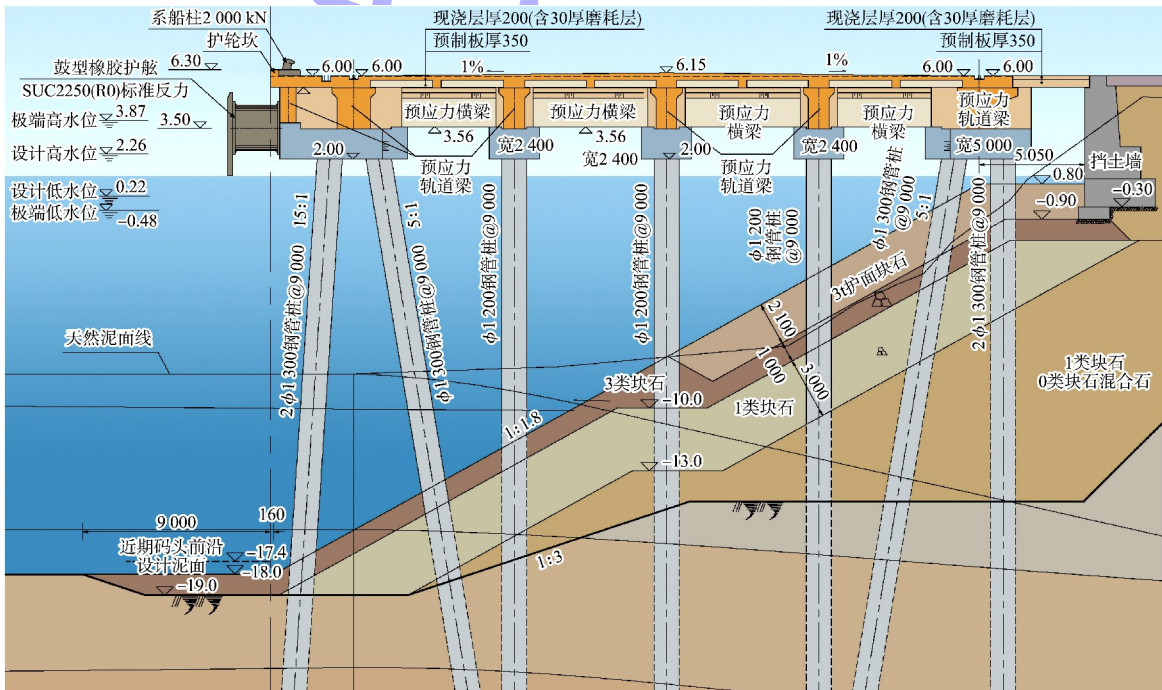 系船柱2 000 kN
护轮坎
6.30
鼓型橡胶护舷
SUC2250(R0)标准反力
极端高水位
3.87
3.50
设计高水位
2.26
设计低水位
0.22
极端低水位
-0.48
现浇层厚200(含30厚磨耗层)
预制板厚350
现浇层厚200(含30厚磨耗层)
预制板厚350
6.00
6.00
1%
6.15
1%
6.00
6.00
预应力横梁
预应力横梁
预应力
横梁
预应力
横梁
预应力
轨道梁
3.56
3.56
2.00
预应力
轨道梁
宽2 400
宽2 400
2.00
预应力
轨道梁
宽2 400
宽5 000
5 050
挡土墙
0.80
-0.30
-0.90
15:1
5:1
5:1
2ϕ1 300钢管桩@9 000
ϕ1 300钢管桩@9 000
ϕ1 200钢管桩@9 000
ϕ1 200钢管桩@9 000
ϕ1 200
钢管桩
@9 000
ϕ1 300钢管桩
@9 000
2ϕ1 300钢管桩@9 000
3t护面块石
2 100
1 000
3 000
天然泥面线
3类块石
-10.0
1类块石
1类块石
0类块石混合石
1:1.8
-13.0
9 000
160
近期码头前沿
设计泥面
-17.4
-18.0
-19.0
1:3